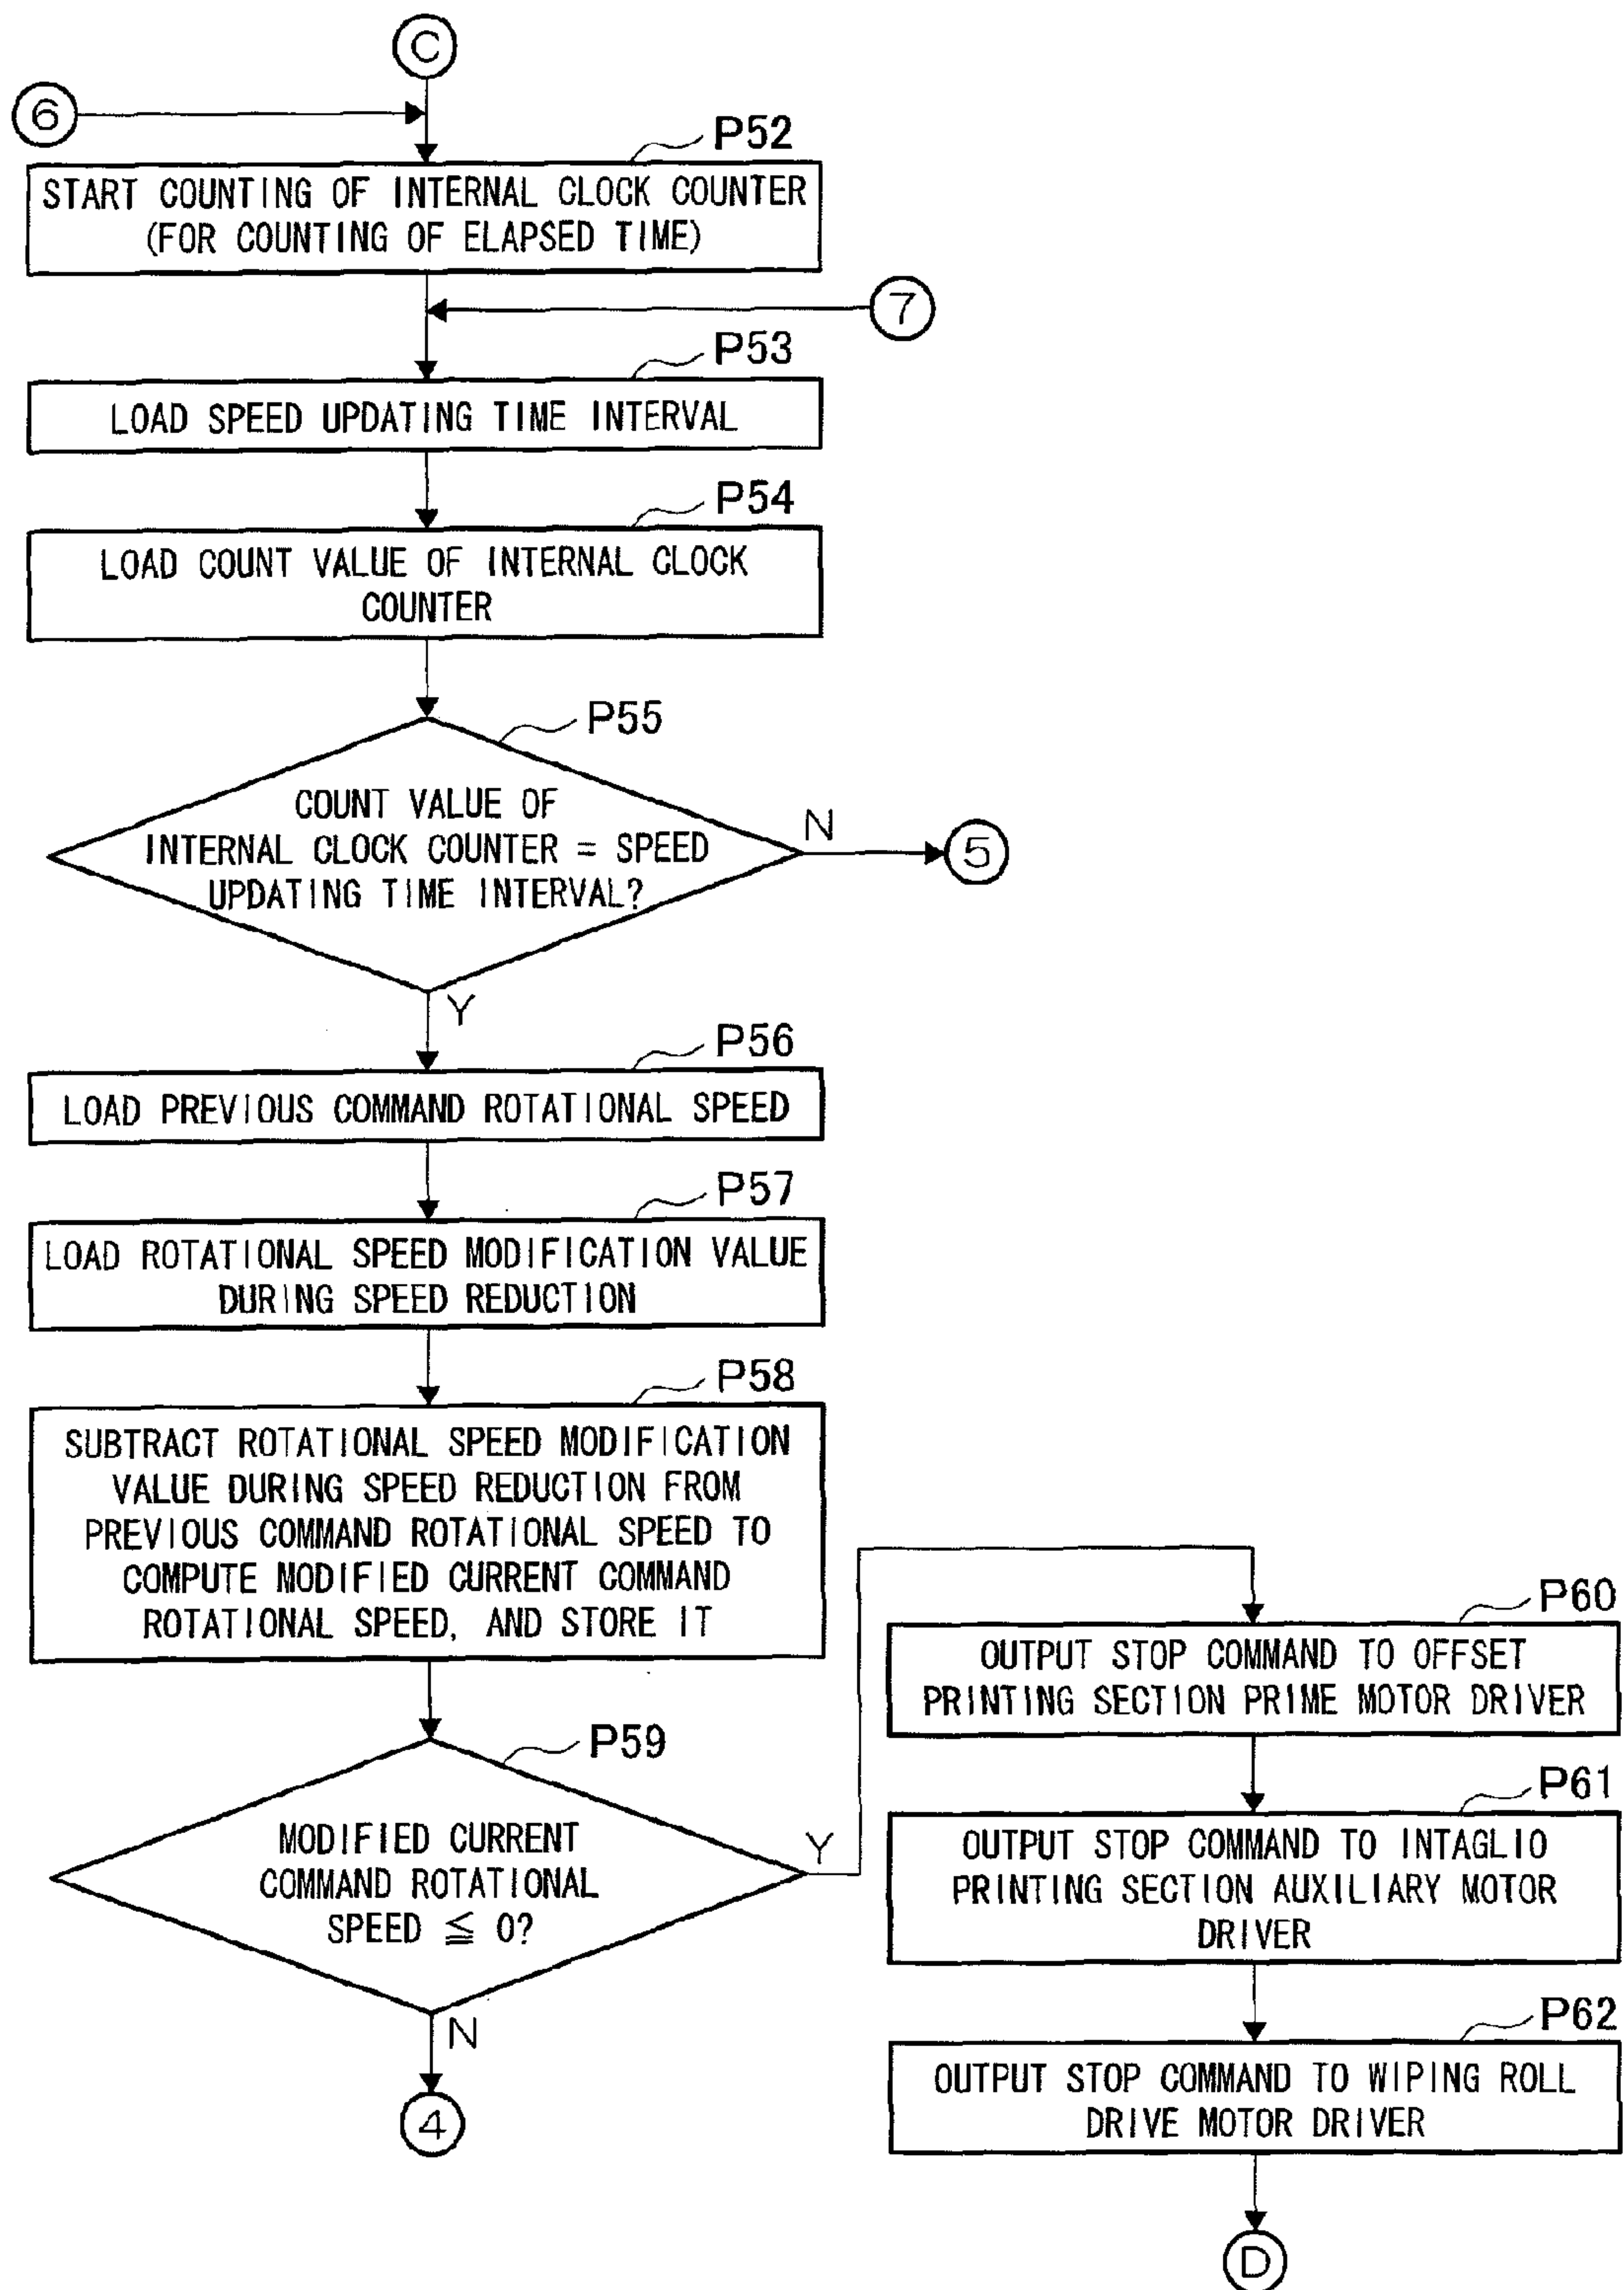 C
6
P52
START COUNTING OF INTERNAL CLOCK COUNTER
(FOR COUNTING OF ELAPSED TIME)
7
P53
LOAD SPEED UPDATING TIME INTERVAL
P54
LOAD COUNT VALUE OF INTERNAL CLOCK
COUNTER
P55
COUNT VALUE OF
INTERNAL CLOCK COUNTER = SPEED
UPDATING TIME INTERVAL?
N
5
Y
P56
LOAD PREVIOUS COMMAND ROTATIONAL SPEED
P57
LOAD ROTATIONAL SPEED MODIFICATION VALUE
DURING SPEED REDUCTION
P58
SUBTRACT ROTATIONAL SPEED MODIFICATION
VALUE DURING SPEED REDUCTION FROM
PREVIOUS COMMAND ROTATIONAL SPEED TO
COMPUTE MODIFIED CURRENT COMMAND
ROTATIONAL SPEED, AND STORE IT
P59
MODIFIED CURRENT
COMMAND ROTATIONAL
SPEED ≦ 0?
Y
N
4
P60
OUTPUT STOP COMMAND TO OFFSET
PRINTING SECTION PRIME MOTOR DRIVER
P61
OUTPUT STOP COMMAND TO INTAGLIO
PRINTING SECTION AUXILIARY MOTOR
DRIVER
P62
OUTPUT STOP COMMAND TO WIPING ROLL
DRIVE MOTOR DRIVER
D